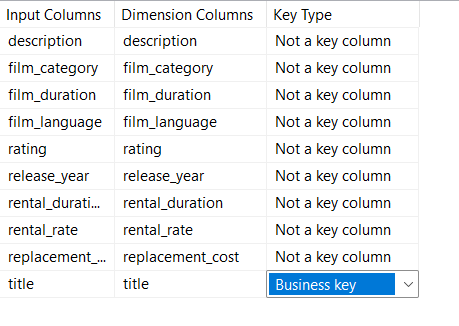 Input Columns Dimension Columns Key Type
description description Not a key column
film_category film_category Not a key column
film_duration film_duration Not a key column
film_language film_language Not a key column
rating rating Not a key column
release_year release_year Not a key column
rental_durati... rental_duration Not a key column
rental_rate rental_rate Not a key column
replacement_... replacement_cost Not a key column
title title Business key